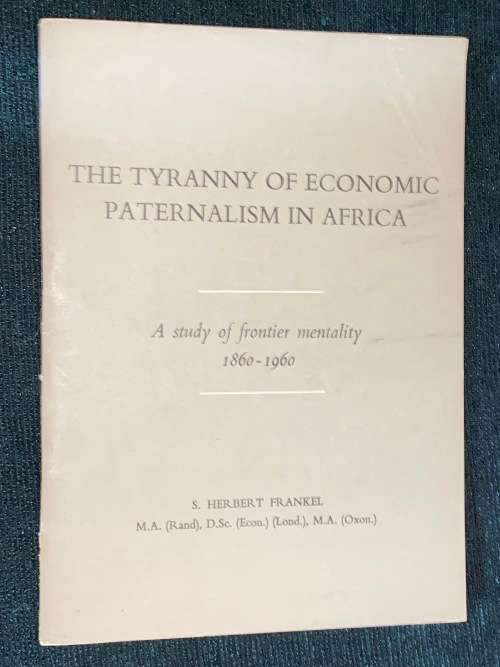 THE TYRANNY OF ECONOMIC
PATERNALISM IN AFRICA
A study of frontier mentality
1860-1960
S. HERBERT FRANKEL
M.A. (Rand), D.Sc. (Econ.) (Lond.), M.A. (Oxon.)